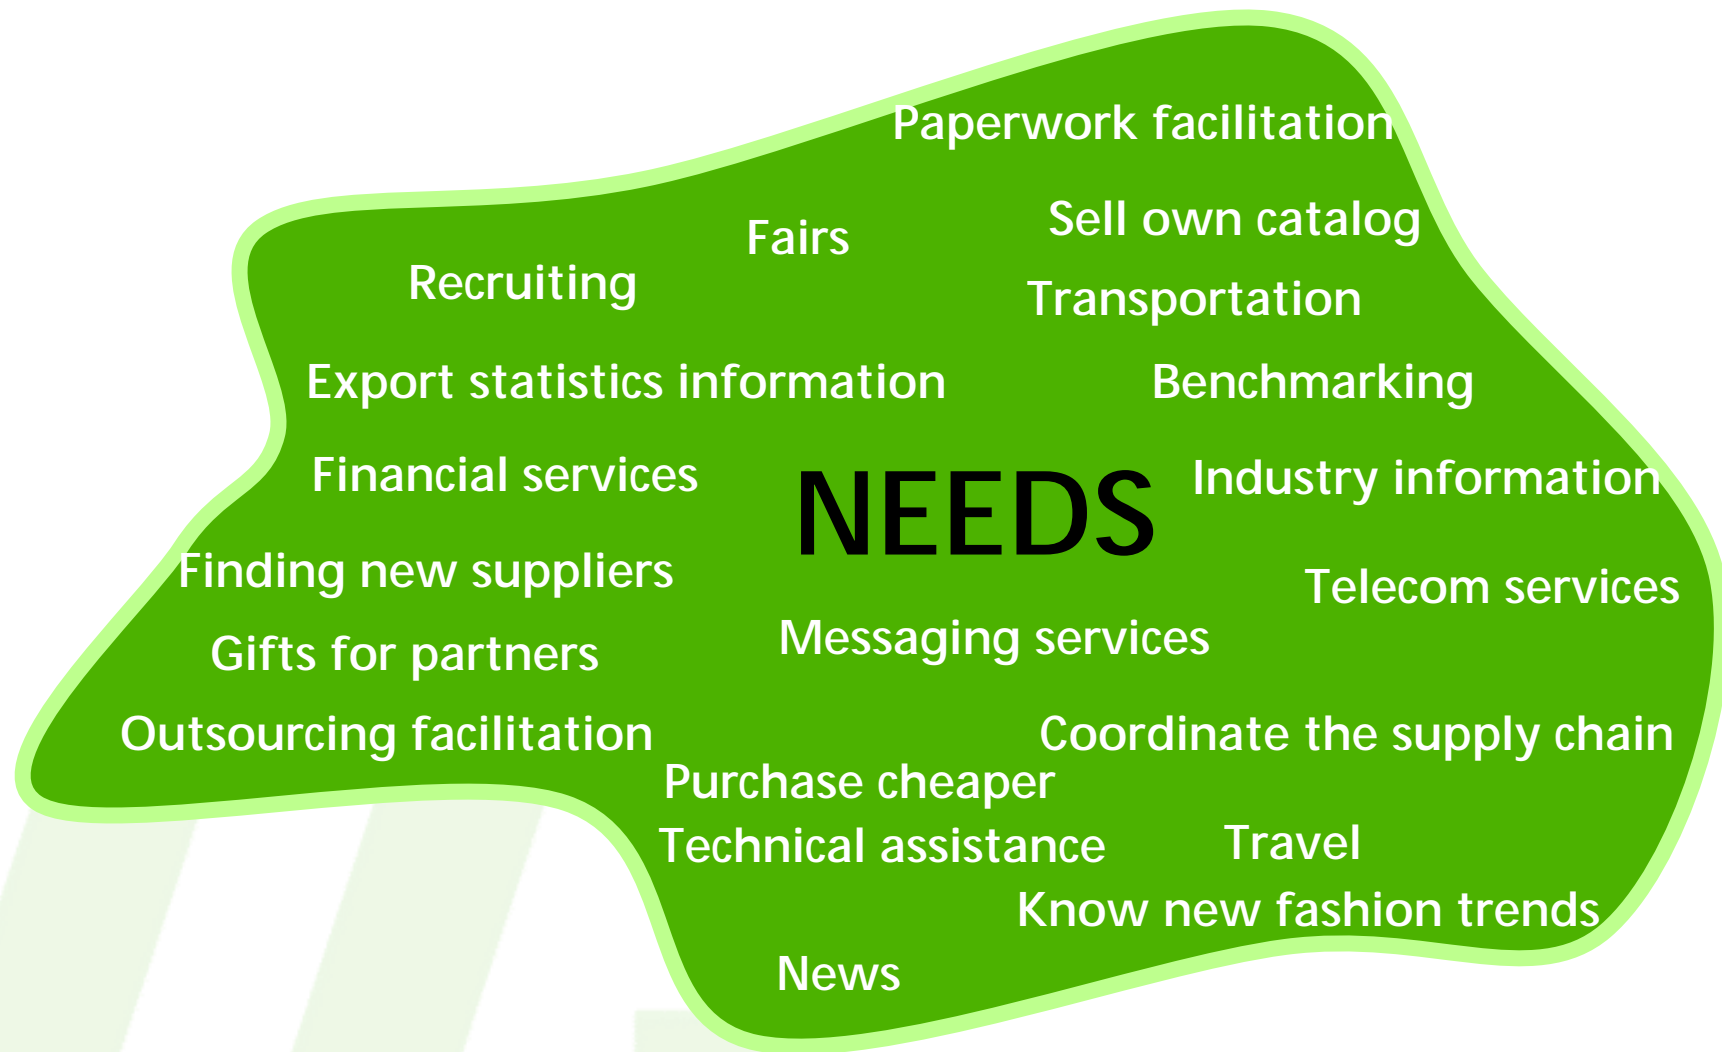 Paperwork facilitation
Sell own catalog
Fairs
Recruiting
Transportation
Export statistics information
Benchmarking
Financial services
NEEDS
Industry information
Finding new suppliers
Telecom services
Messaging services
Gifts for partners
Outsourcing facilitation
Coordinate the supply chain
Purchase cheaper
Technical assistance
Travel
Know new fashion trends
News